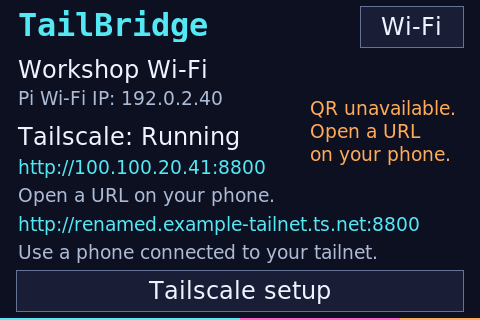 TailBridge
Wi-Fi
Workshop Wi-Fi
Pi Wi-Fi IP: 192.0.2.40
QR unavailable.
Open a URL
on your phone.
Tailscale: Running
http://100.100.20.41:8800
Open a URL on your phone.
http://renamed.example-tailnet.ts.net:8800
Use a phone connected to your tailnet.
Tailscale setup